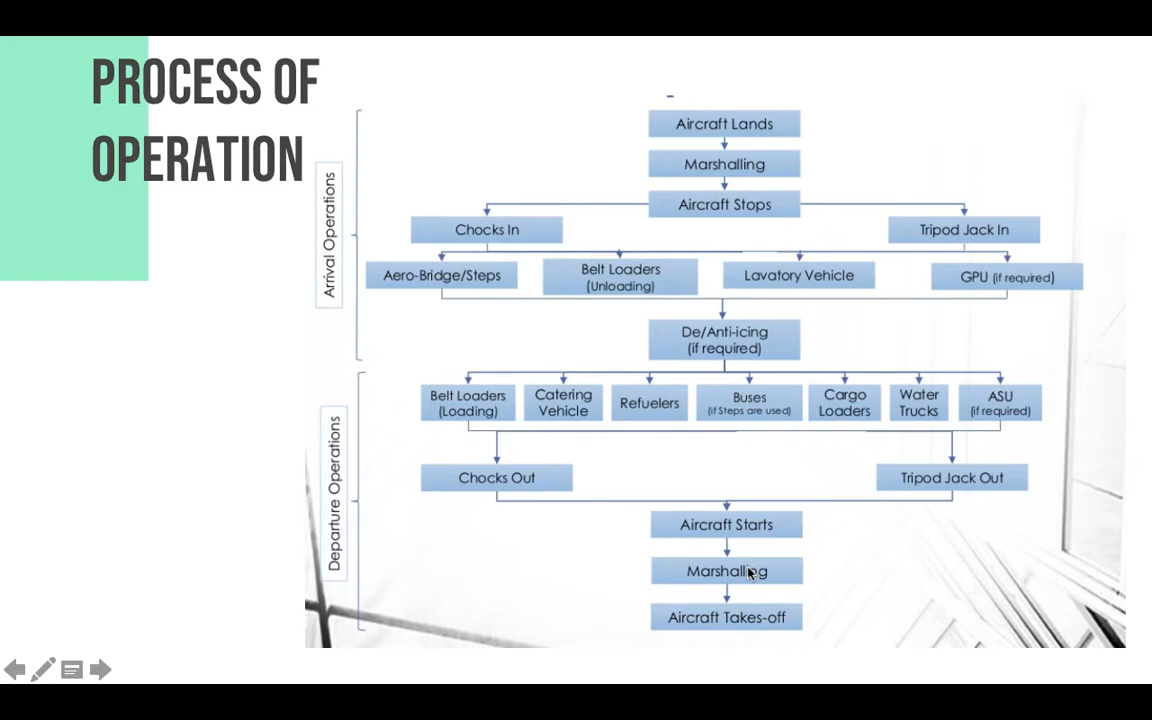 PROCESS OF
OPERATION
Arrival Operations
Aircraft Lands
Marshalling
Aircraft Stops
Chocks In
Tripod Jack In
Aero-Bridge/Steps
Belt Loaders
(Unloading)
Lavatory Vehicle
GPU (if required)
De/Anti-icing
(if required)
Departure Operations
Belt Loaders
(Loading)
Catering
Vehicle
Refuelers
Buses
(if Steps are used)
Cargo
Loaders
Water
Trucks
ASU
(if required)
Chocks Out
Tripod Jack Out
Aircraft Starts
Marshalling
Aircraft Takes-off